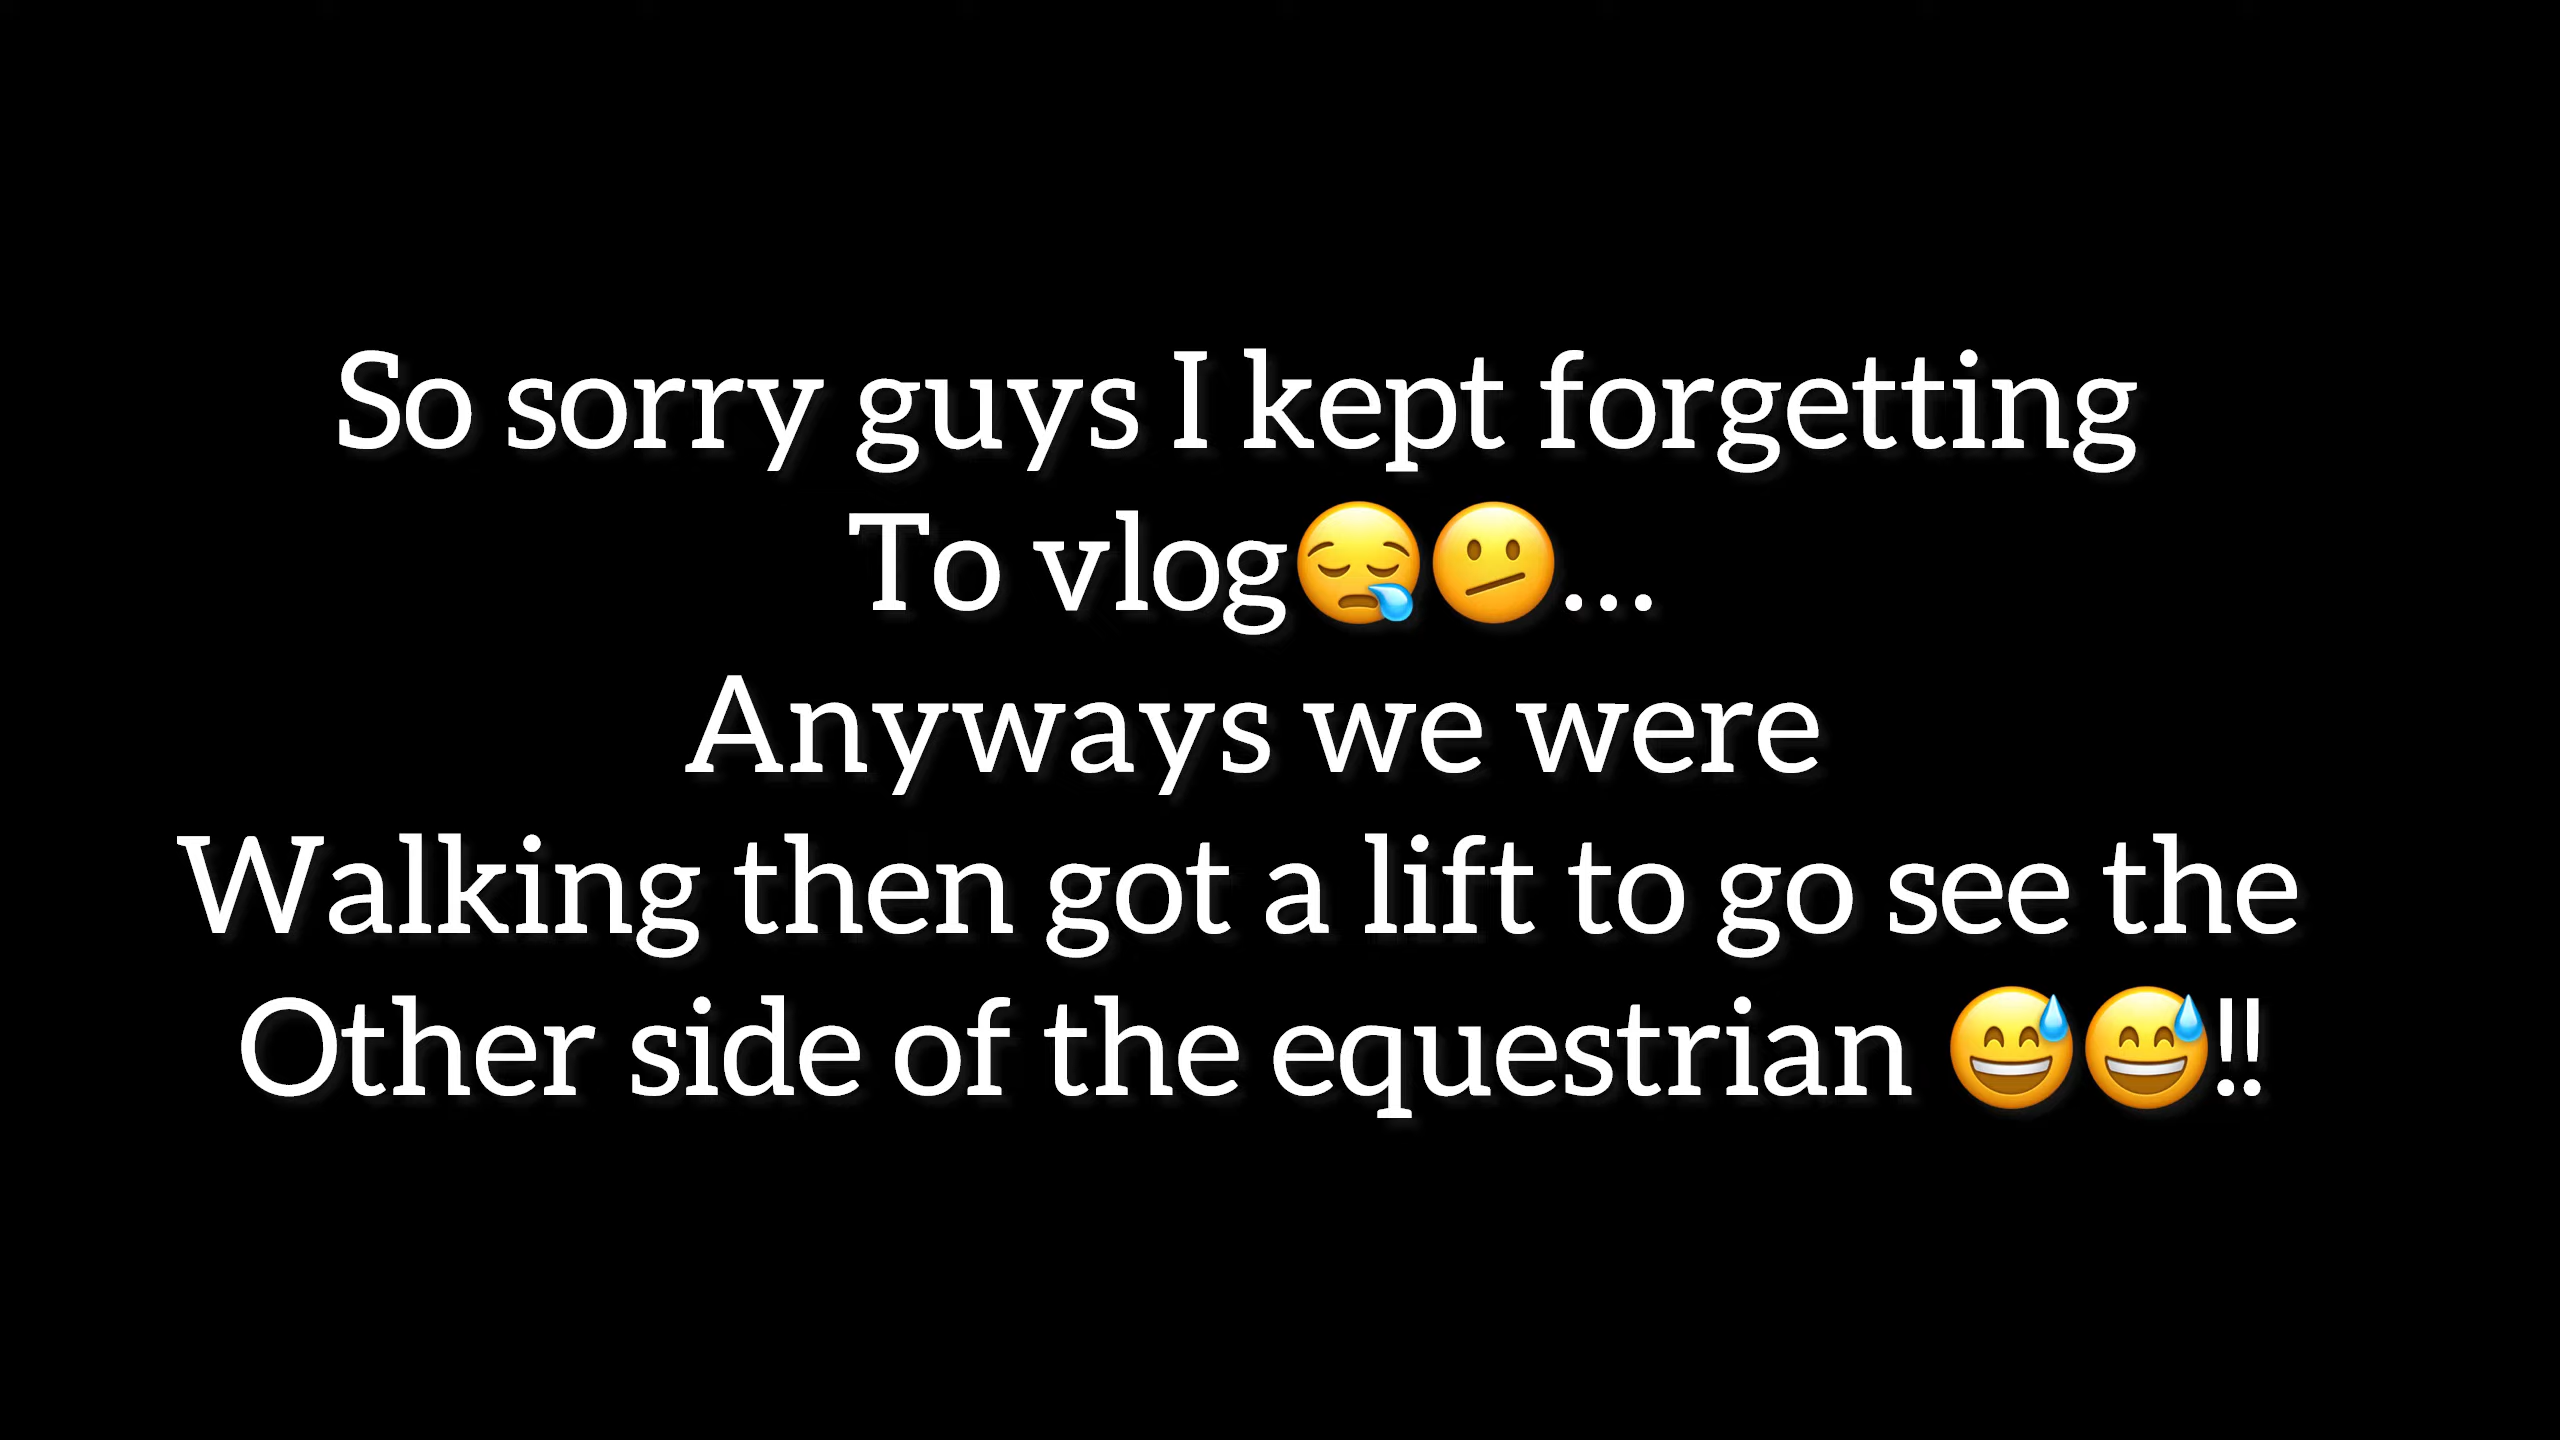 So sorry guys I kept forgetting
To vlog😪🫤...
Anyways we were
Walking then got a lift to go see the
Other side of the equestrian 😅😅!!